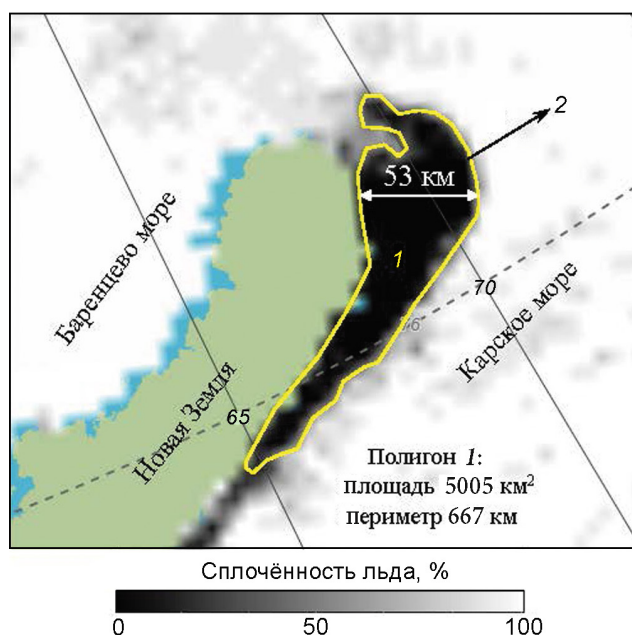 2
53 км
1
Баренцево море
70
76
Карское море
65
Новая Земля
Полигон 1:
площадь 5005 км²
периметр 667 км
Сплочённость льда, %
0 50 100